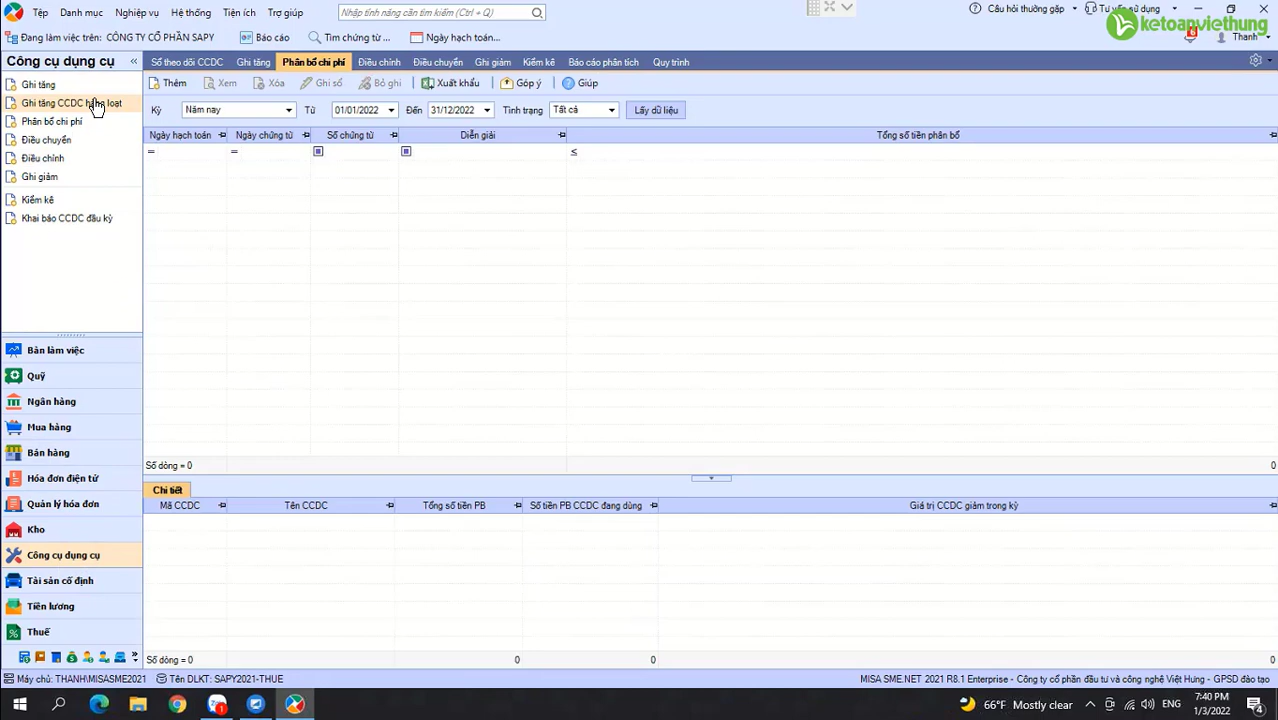 Tệp Danh mục Nghiệp vụ Hệ thống Tiện ích Trợ giúp Nhập tính năng cần tìm kiếm (Ctrl + Q) Câu hỏi thường gặp Tư vấn sử dụng
ketoanviethung
Đang làm việc trên: CÔNG TY CỔ PHẦN SAPY Báo cáo Tìm chứng từ ... Ngày hạch toán... Thanh
Công cụ dụng cụ «
Sổ theo dõi CCDC Ghi tăng Phân bổ chi phí Điều chỉnh Điều chuyển Ghi giảm Kiểm kê Báo cáo phân tích Quy trình
Ghi tăng
Ghi tăng CCDC hàng loạt
Phân bổ chi phí
Điều chuyển
Điều chỉnh
Ghi giảm
Kiểm kê
Khai báo CCDC đầu kỳ
Thêm Xem Xóa Ghi sổ Bỏ ghi Xuất khẩu Góp ý Giúp
Kỳ Năm nay Từ 01/01/2022 Đến 31/12/2022 Tình trạng Tất cả Lấy dữ liệu
Ngày hạch toán Ngày chứng từ Số chứng từ Diễn giải Tổng số tiền phân bổ
= = ≤
Số dòng = 0 0
Chi tiết
Mã CCDC Tên CCDC Tổng số tiền PB Số tiền PB CCDC đang dùng Giá trị CCDC giảm trong kỳ
Số dòng = 0 0 0 0
Bàn làm việc
Quỹ
Ngân hàng
Mua hàng
Bán hàng
Hóa đơn điện tử
Quản lý hóa đơn
Kho
Công cụ dụng cụ
Tài sản cố định
Tiền lương
Thuế
Máy chủ: THANH\MISASME2021 Tên DLKT: SAPY2021-THUE MISA SME.NET 2021 R8.1 Enterprise - Công ty cổ phần đầu tư và công nghệ Việt Hưng - GPSD đào tạo
66°F Mostly clear ENG 7:40 PM
1/3/2022